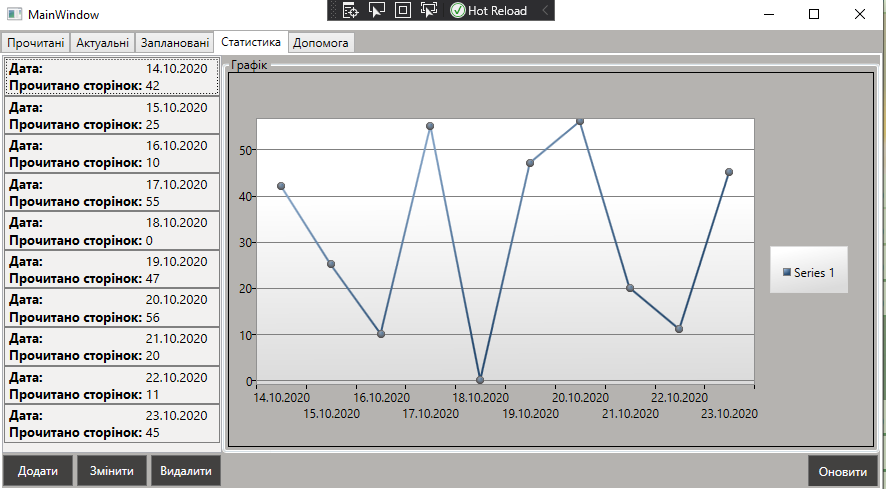 MainWindow
Hot Reload
Прочитані Актуальні Заплановані Статистика Допомога
Дата: 14.10.2020
Прочитано сторінок: 42
Дата: 15.10.2020
Прочитано сторінок: 25
Дата: 16.10.2020
Прочитано сторінок: 10
Дата: 17.10.2020
Прочитано сторінок: 55
Дата: 18.10.2020
Прочитано сторінок: 0
Дата: 19.10.2020
Прочитано сторінок: 47
Дата: 20.10.2020
Прочитано сторінок: 56
Дата: 21.10.2020
Прочитано сторінок: 20
Дата: 22.10.2020
Прочитано сторінок: 11
Дата: 23.10.2020
Прочитано сторінок: 45
Графік
50
40
30
20
10
0
14.10.2020 16.10.2020 18.10.2020 20.10.2020 22.10.2020
15.10.2020 17.10.2020 19.10.2020 21.10.2020 23.10.2020
Series 1
Додати Змінити Видалити Оновити